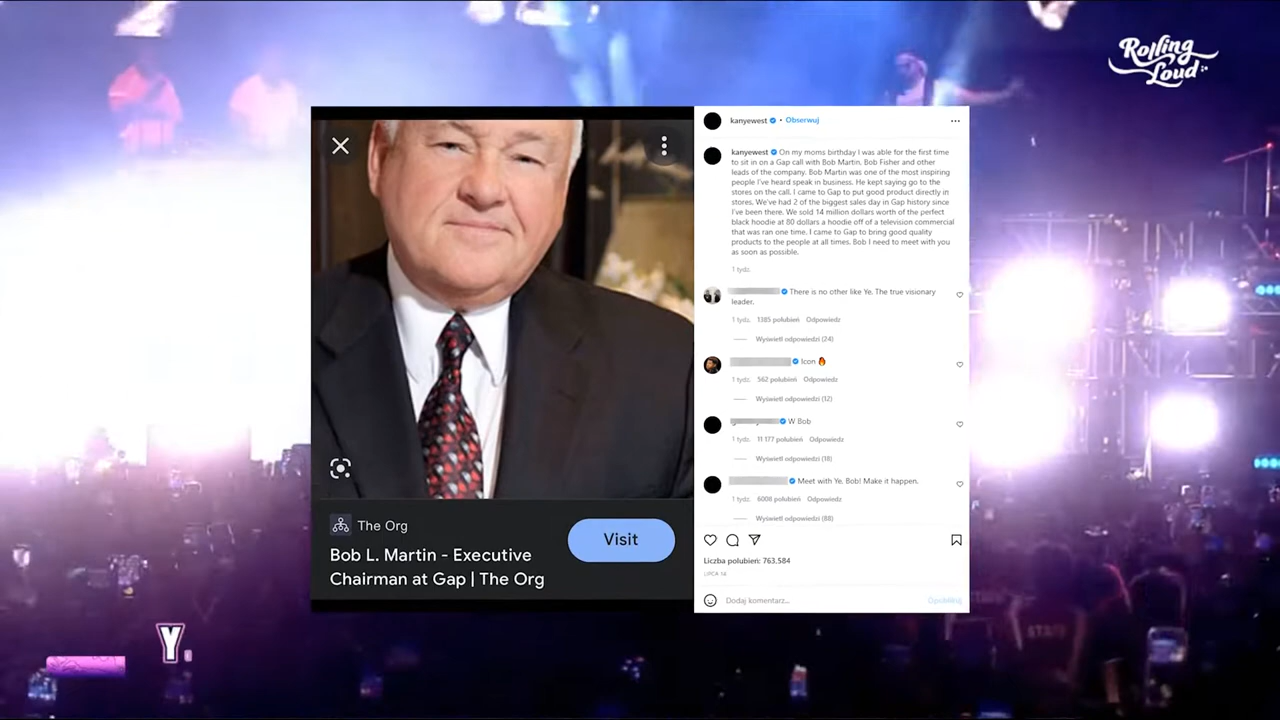 Rolling
Loud
kanyewest • Obserwuj
kanyewest On my moms birthday I was able for the first time
to sit in on a Gap call with Bob Martin, Bob Fisher and other
leads of the company. Bob Martin was one of the most inspiring
people I've heard speak in business. He kept saying go to the
stores on the call. I came to Gap to put good product directly in
stores. We've had 2 of the biggest sales day in Gap history since
I've been there. We sold 14 million dollars worth of the perfect
black hoodie at 80 dollars a hoodie off of a television commercial
that was ran one time. I came to Gap to bring good quality
products to the people at all times. Bob I need to meet with you
as soon as possible.
1 tydz.
There is no other like Ye. The true visionary
leader.
1 tydz. 1385 polubień Odpowiedz
Wyświetl odpowiedzi (24)
Icon 🔥
1 tydz. 562 polubień Odpowiedz
Wyświetl odpowiedzi (12)
W Bob
1 tydz. 11 177 polubień Odpowiedz
Wyświetl odpowiedzi (18)
Meet with Ye, Bob! Make it happen.
1 tydz. 6008 polubień Odpowiedz
Wyświetl odpowiedzi (88)
Liczba polubień: 763,584
LIPCA 14
Dodaj komentarz...
Opublikuj
The Org
Visit
Bob L. Martin - Executive
Chairman at Gap | The Org
STAFF
Y.